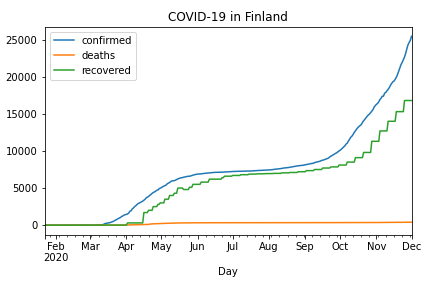 COVID-19 in Finland
confirmed
deaths
recovered
25000
20000
15000
10000
5000
0
Feb Mar Apr May Jun Jul Aug Sep Oct Nov Dec
2020
Day